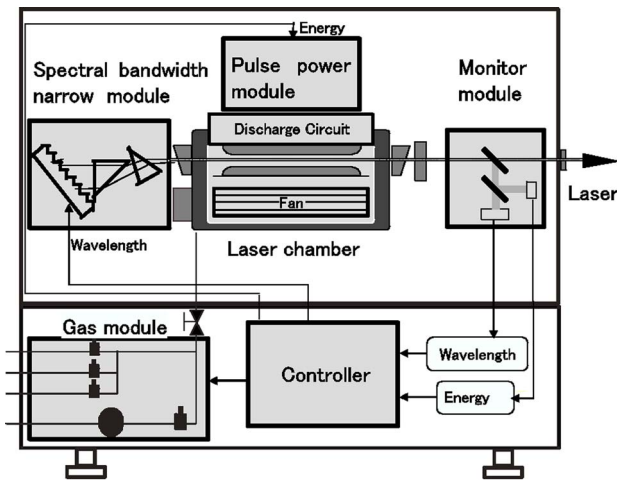 Energy
Spectral bandwidth
narrow module
Pulse power
module
Monitor
module
Discharge Circuit
Fan
Laser
Wavelength
Laser chamber
Gas module
Controller
Wavelength
Energy